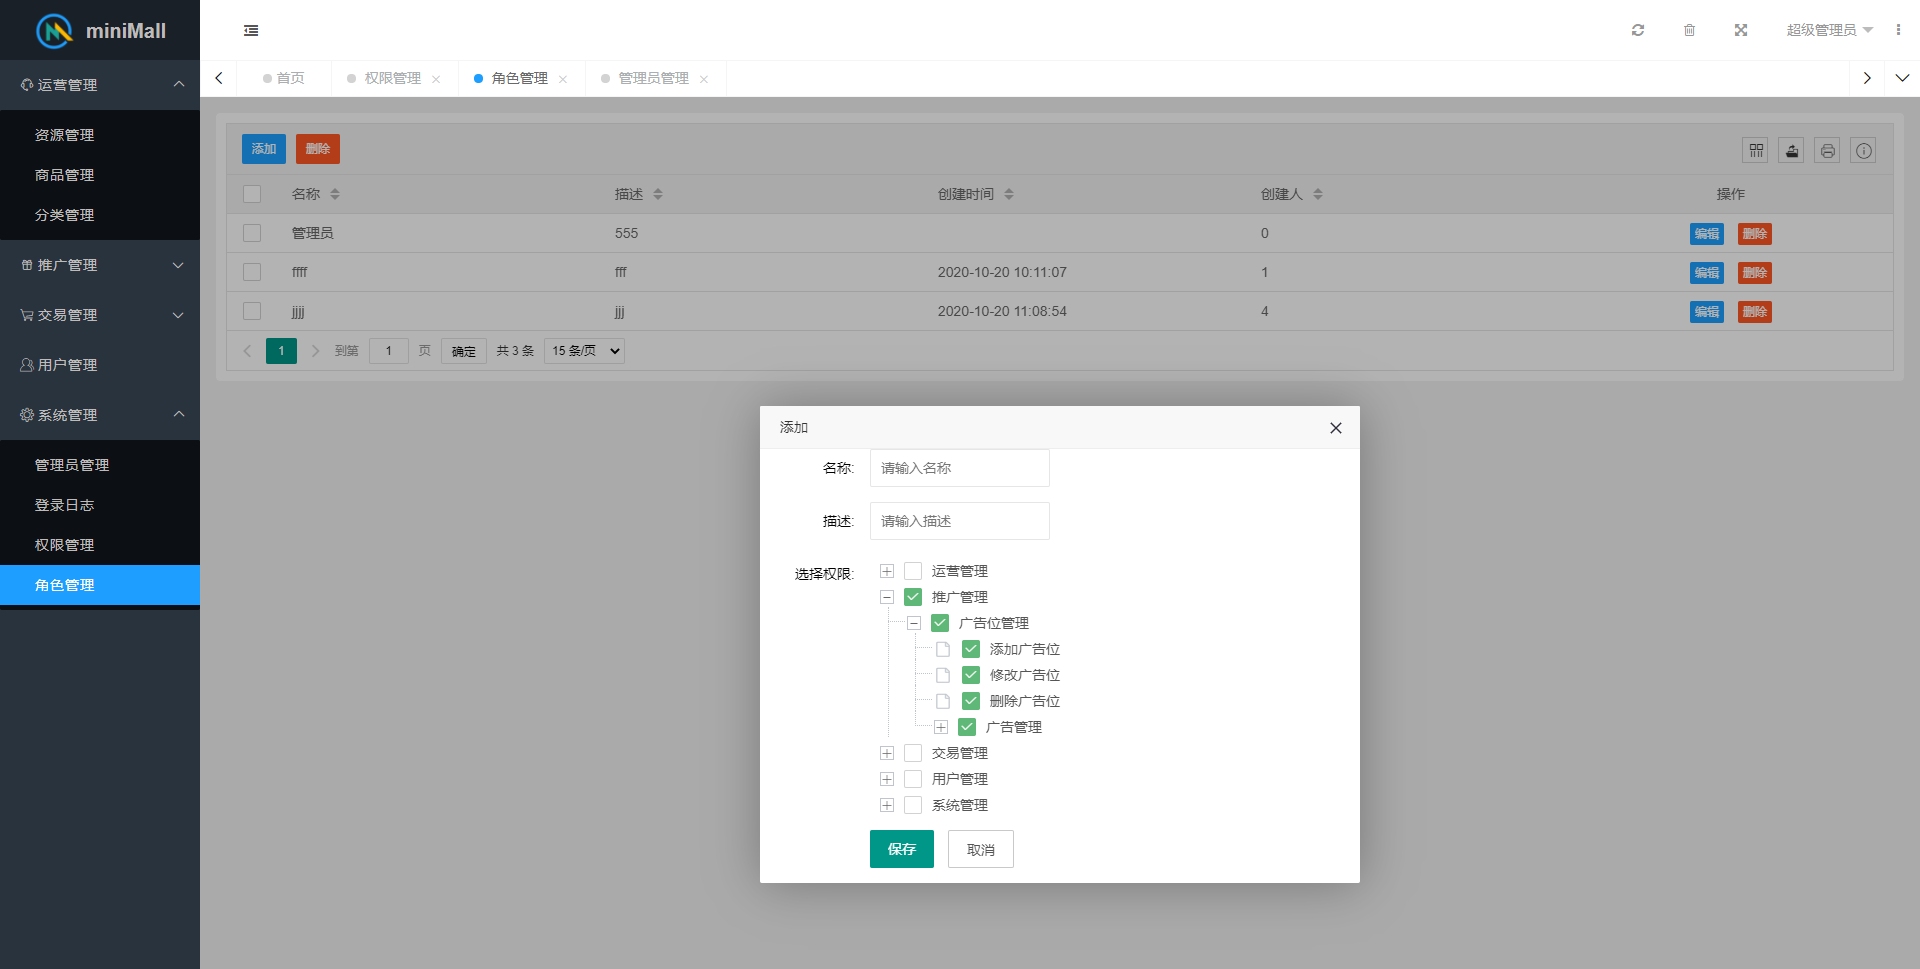 miniMall
超级管理员
运营管理
资源管理
商品管理
分类管理
推广管理
交易管理
用户管理
系统管理
管理员管理
登录日志
权限管理
角色管理
首页 权限管理 角色管理 管理员管理
添加 删除
名称 描述 创建时间 创建人 操作
管理员 555 0 编辑 删除
ffff fff 2020-10-20 10:11:07 1 编辑 删除
jjjj jjj 2020-10-20 11:08:54 4 编辑 删除
1 到第 1 页 确定 共 3 条 15 条/页
添加
名称: 请输入名称
描述: 请输入描述
选择权限: 运营管理
推广管理
广告位管理
添加广告位
修改广告位
删除广告位
广告管理
交易管理
用户管理
系统管理
保存 取消